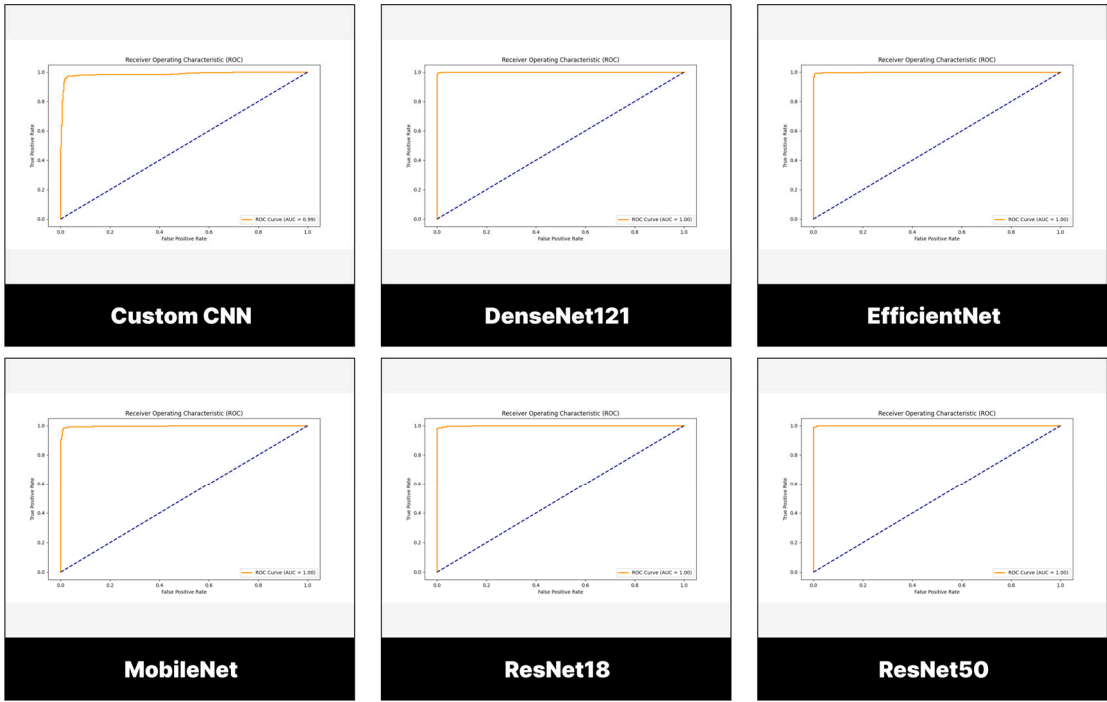 Receiver Operating Characteristic (ROC)
1.0
0.8
0.6
0.4
0.2
0.0
True Positive Rate
ROC Curve (AUC = 0.99)
0.0 0.2 0.4 0.6 0.8 1.0
False Positive Rate
Custom CNN
Receiver Operating Characteristic (ROC)
1.0
0.8
0.6
0.4
0.2
0.0
True Positive Rate
ROC Curve (AUC = 1.00)
0.0 0.2 0.4 0.6 0.8 1.0
False Positive Rate
DenseNet121
Receiver Operating Characteristic (ROC)
1.0
0.8
0.6
0.4
0.2
0.0
True Positive Rate
ROC Curve (AUC = 1.00)
0.0 0.2 0.4 0.6 0.8 1.0
False Positive Rate
EfficientNet
Receiver Operating Characteristic (ROC)
1.0
0.8
0.6
0.4
0.2
0.0
True Positive Rate
ROC Curve (AUC = 1.00)
0.0 0.2 0.4 0.6 0.8 1.0
False Positive Rate
MobileNet
Receiver Operating Characteristic (ROC)
1.0
0.8
0.6
0.4
0.2
0.0
True Positive Rate
ROC Curve (AUC = 1.00)
0.0 0.2 0.4 0.6 0.8 1.0
False Positive Rate
ResNet18
Receiver Operating Characteristic (ROC)
1.0
0.8
0.6
0.4
0.2
0.0
True Positive Rate
ROC Curve (AUC = 1.00)
0.0 0.2 0.4 0.6 0.8 1.0
False Positive Rate
ResNet50